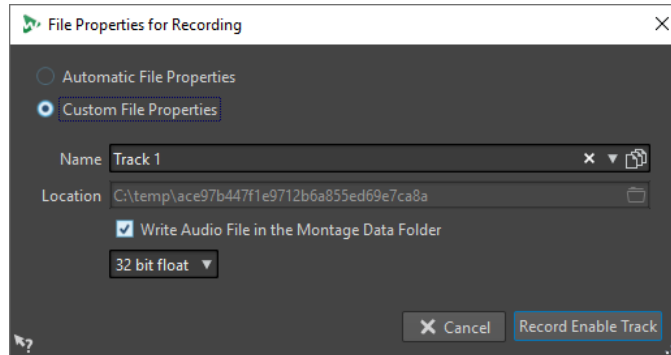 File Properties for Recording
Automatic File Properties
Custom File Properties
Name Track 1
Location C:\temp\ace97b447f1e9712b6a855ed69e7ca8a
Write Audio File in the Montage Data Folder
32 bit float
Cancel Record Enable Track